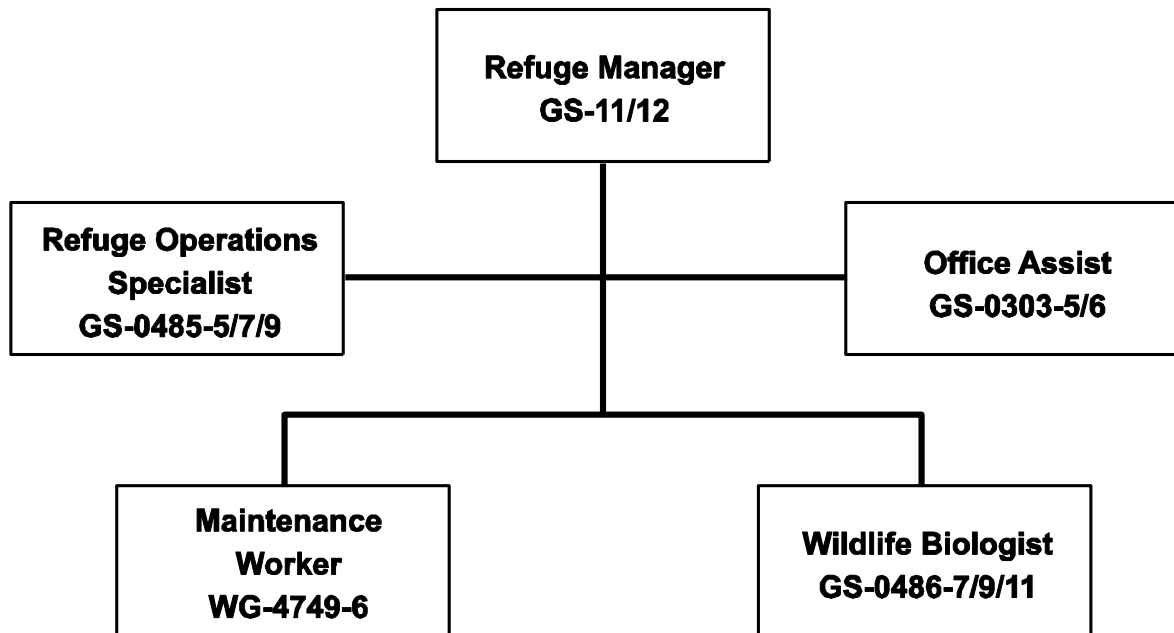 Refuge Manager
GS-11/12
Refuge Operations
Specialist
GS-0485-5/7/9
Office Assist
GS-0303-5/6
Maintenance
Worker
WG-4749-6
Wildlife Biologist
GS-0486-7/9/11